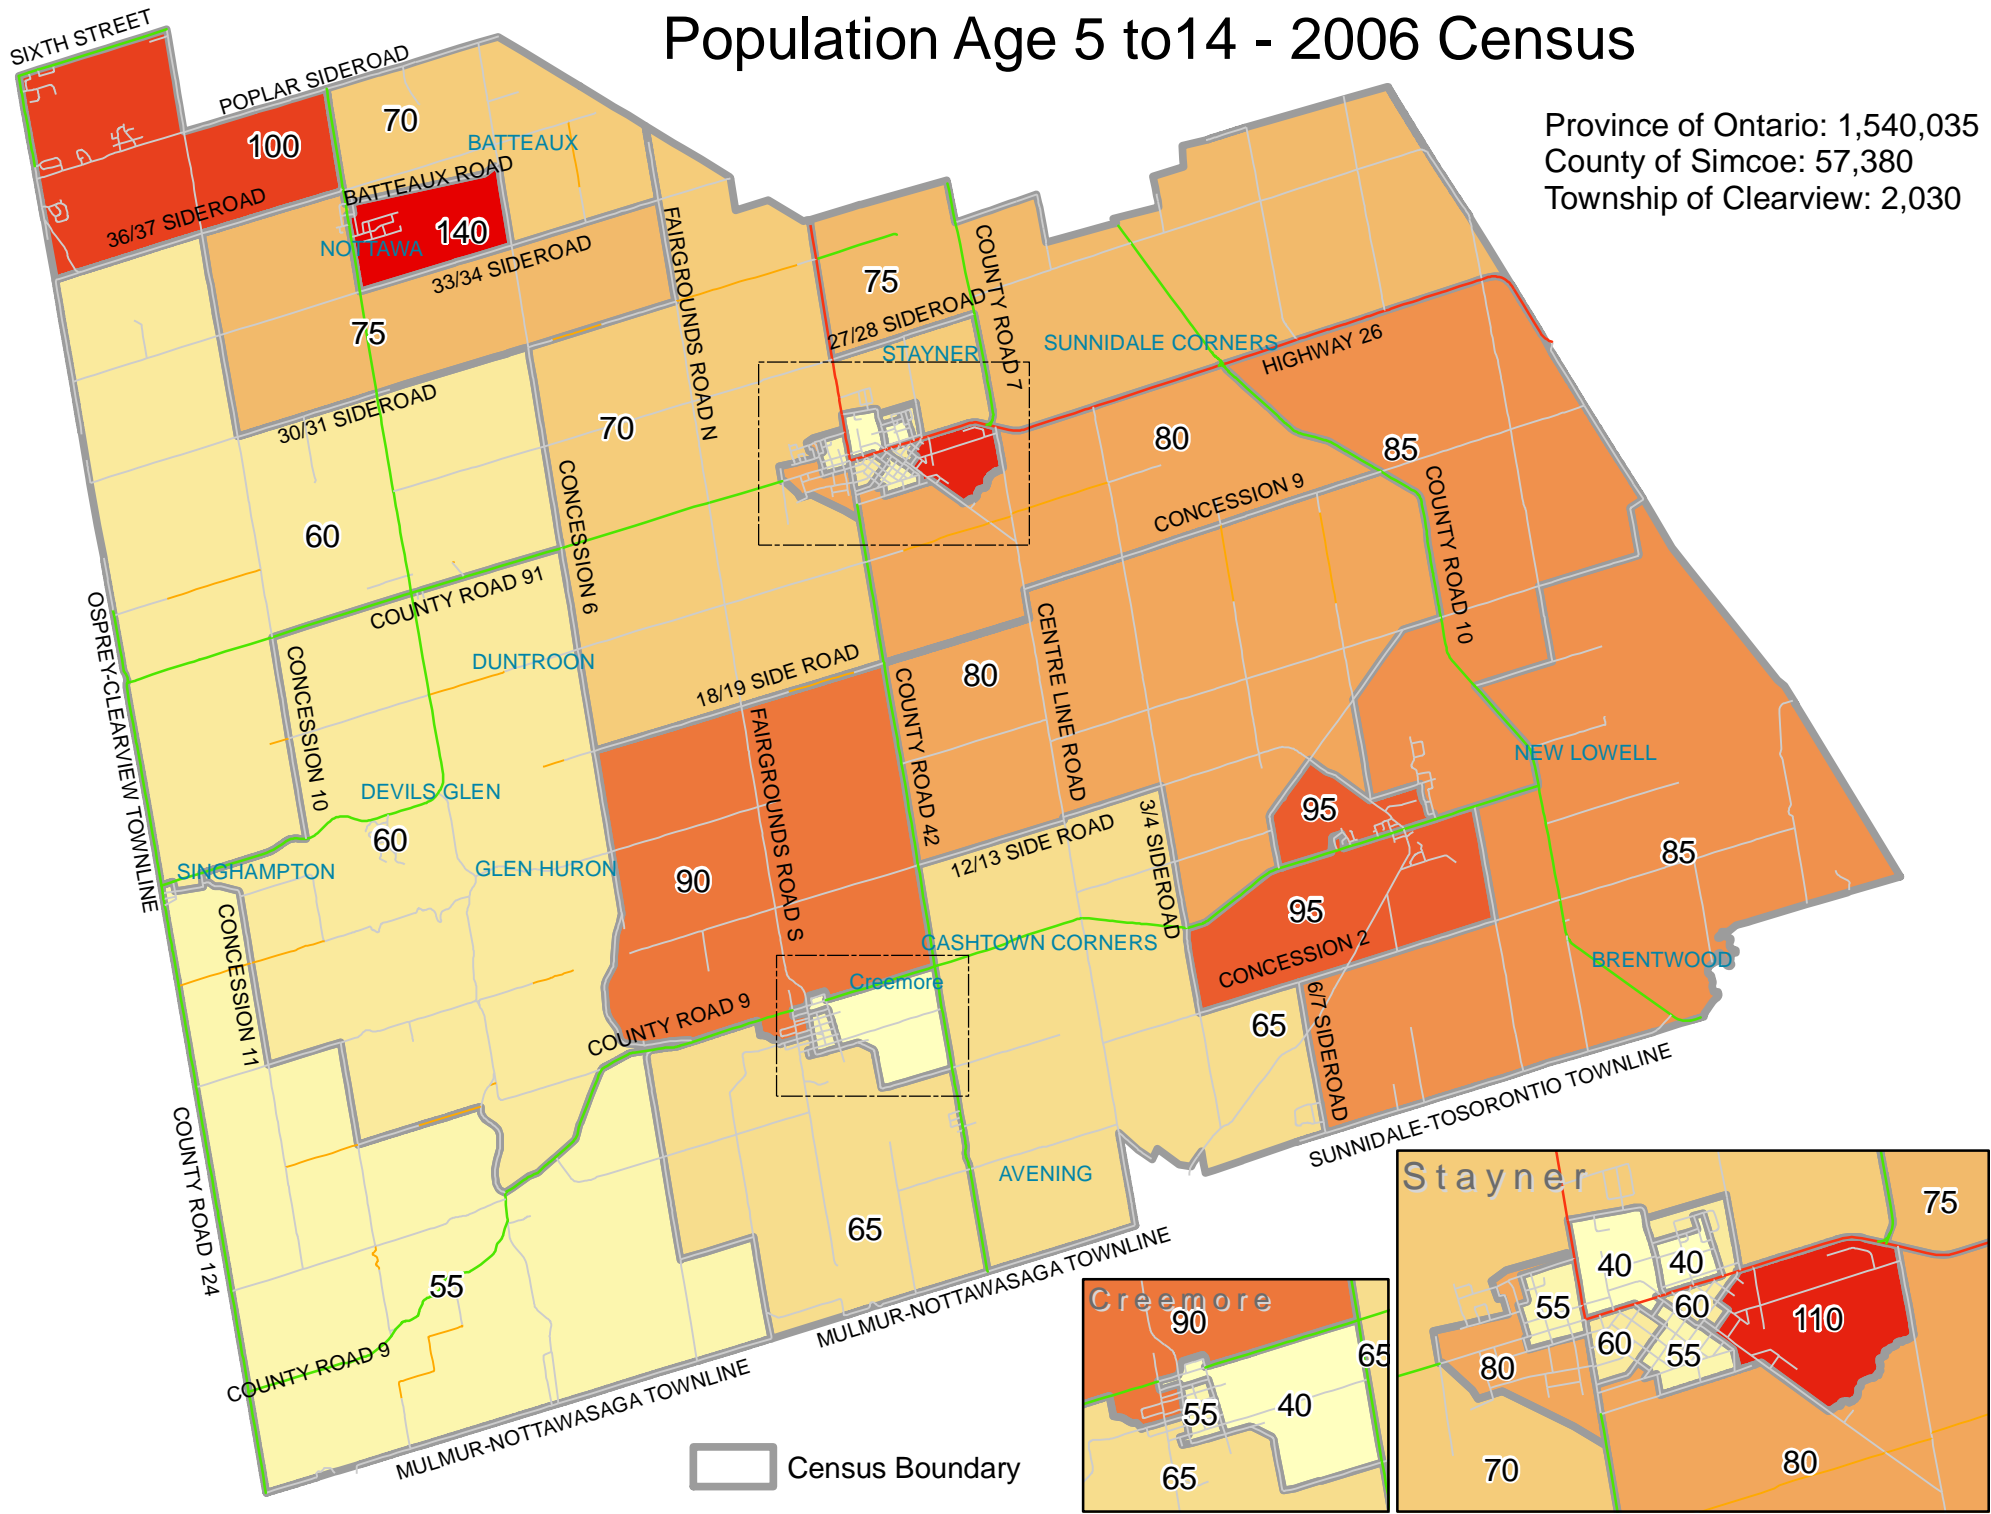 Population Age 5 to14 - 2006 Census
Province of Ontario: 1,540,035
County of Simcoe: 57,380
Township of Clearview: 2,030
SIXTH STREET
POPLAR SIDEROAD
100
70
BATTEAUX
BATTEAUX ROAD
36/37 SIDEROAD
NOTTAWA
140
33/34 SIDEROAD
75
30/31 SIDEROAD
FAIRGROUNDS ROAD N
75
COUNTY ROAD 7
27/28 SIDEROAD
STAYNER
SUNNIDALE CORNERS
HIGHWAY 26
70
80
85
60
CONCESSION 6
CONCESSION 9
COUNTY ROAD 10
COUNTY ROAD 91
OSPREY-CLEARVIEW TOWNLINE
CONCESSION 10
DUNTROON
18/19 SIDE ROAD
80
CENTRE LINE ROAD
COUNTY ROAD 42
FAIRGROUNDS ROAD S
NEW LOWELL
DEVILS GLEN
60
SINGHAMPTON
GLEN HURON
90
12/13 SIDE ROAD
3/4 SIDEROAD
95
85
95
CONCESSION 11
CASHTOWN CORNERS
CONCESSION 2
BRENTWOOD
Creemore
COUNTY ROAD 9
65
6/7 SIDEROAD
SUNNIDALE-TOSORONTIO TOWNLINE
COUNTY ROAD 124
AVENING
65
55
COUNTY ROAD 9
MULMUR-NOTTAWASAGA TOWNLINE
MULMUR-NOTTAWASAGA TOWNLINE
Census Boundary
Creemore
90
65
55
40
65
Stayner
75
40
40
55
60
60
55
110
80
70
80